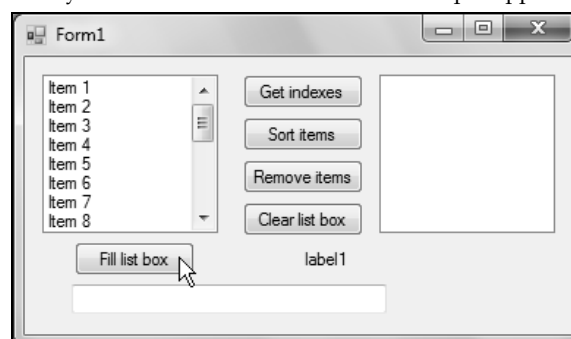 Form1
Item 1
Item 2
Item 3
Item 4
Item 5
Item 6
Item 7
Item 8
Get indexes
Sort items
Remove items
Clear list box
Fill list box
label1